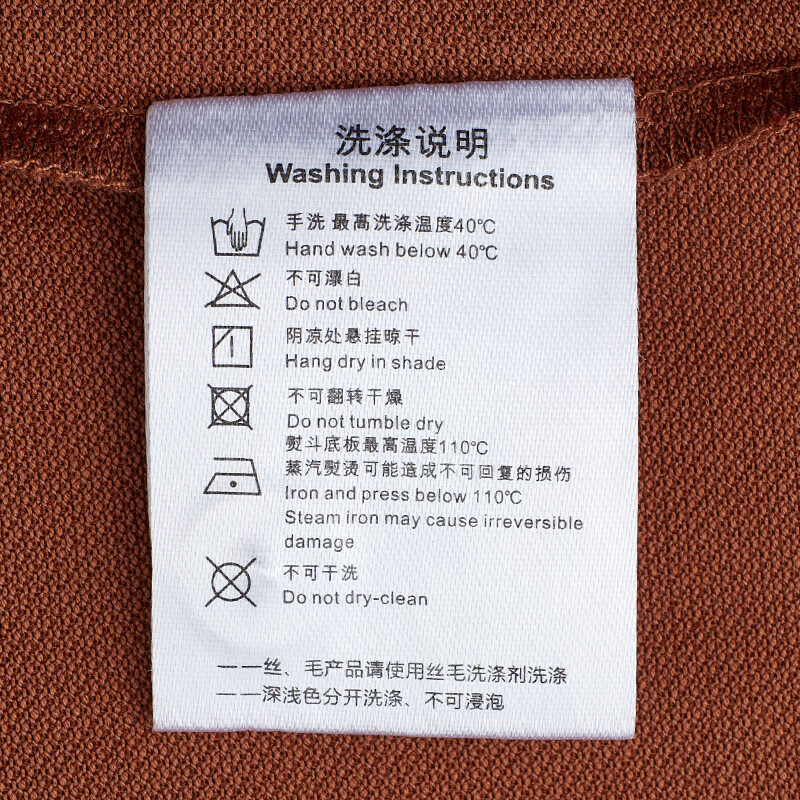 洗涤说明
Washing Instructions
手洗 最高洗涤温度40℃
Hand wash below 40℃
不可漂白
Do not bleach
阴凉处悬挂晾干
Hang dry in shade
不可翻转干燥
Do not tumble dry
熨斗底板最高温度110℃
蒸汽熨烫可能造成不可回复的损伤
Iron and press below 110℃
Steam iron may cause irreversible
damage
不可干洗
Do not dry-clean
——丝、毛产品请使用丝毛洗涤剂洗涤
——深浅色分开洗涤、不可浸泡